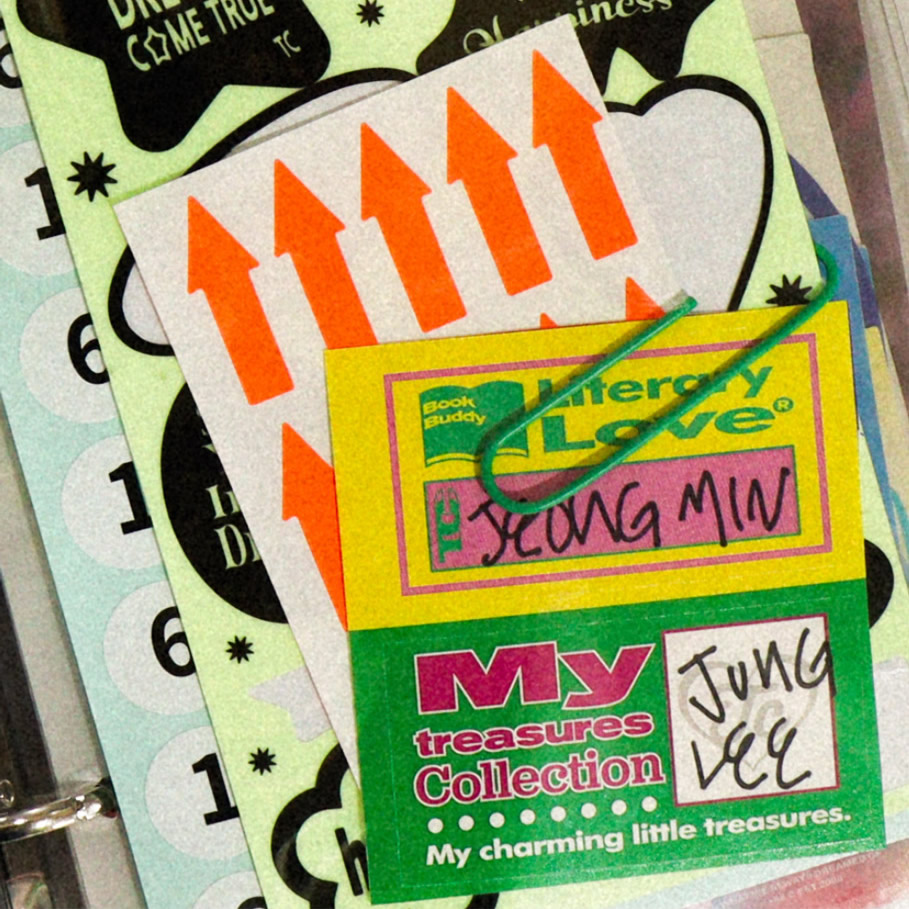 COME TRUE
TC
Happiness
1
6
1
6
1
Book
Buddy
Literary
Love®
TC
JEONG MIN
My
treasures
Collection
JUNG
LEE
My charming little treasures.